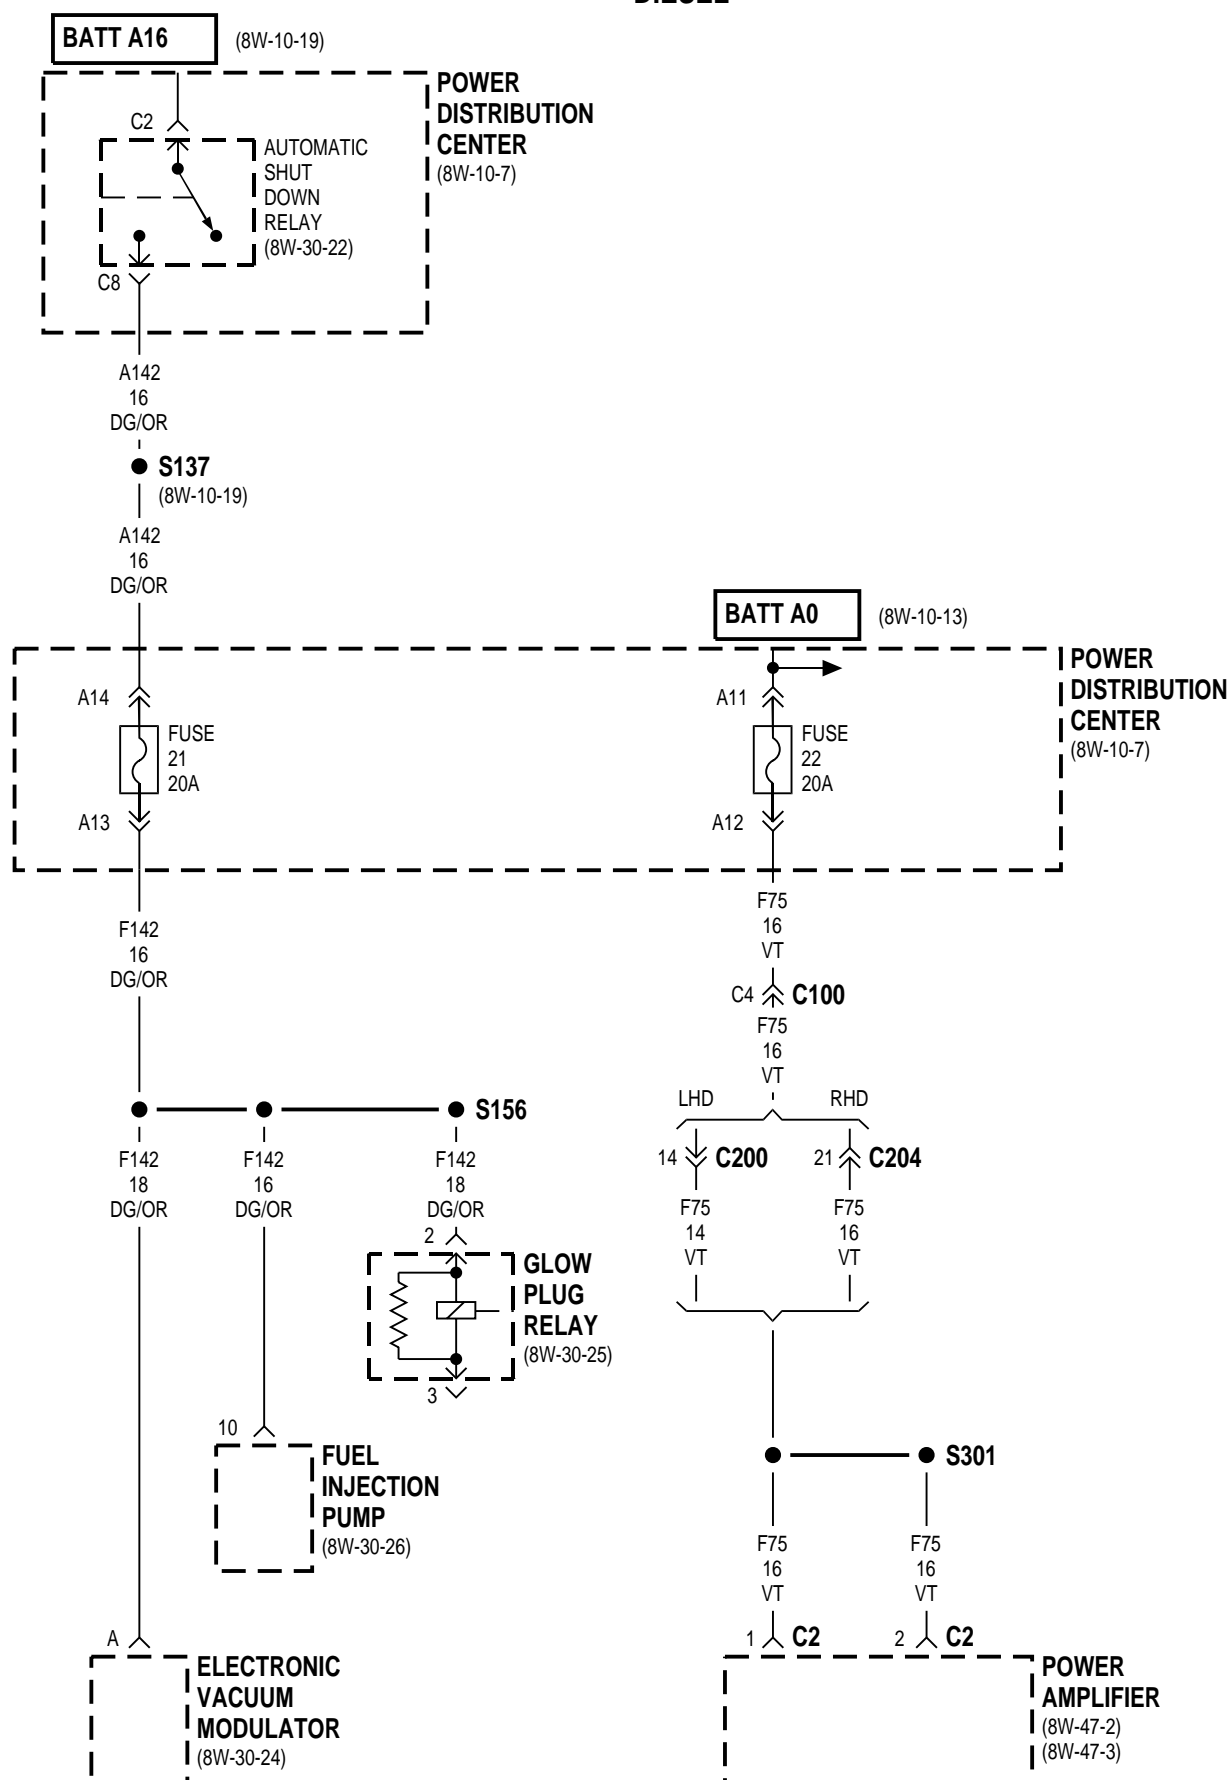 DIESEL
BATT A16
(8W-10-19)
POWER
DISTRIBUTION
CENTER
(8W-10-7)
C2
AUTOMATIC
SHUT
DOWN
RELAY
(8W-30-22)
C8
A142
16
DG/OR
S137
(8W-10-19)
A142
16
DG/OR
BATT A0
(8W-10-13)
POWER
DISTRIBUTION
CENTER
(8W-10-7)
A14
FUSE
21
20A
A13
A11
FUSE
22
20A
A12
F142
16
DG/OR
F75
16
VT
C4
C100
F75
16
VT
LHD
RHD
S156
14
C200
21
C204
F142
18
DG/OR
F142
16
DG/OR
F142
18
DG/OR
F75
14
VT
F75
16
VT
2
GLOW
PLUG
RELAY
(8W-30-25)
3
10
FUEL
INJECTION
PUMP
(8W-30-26)
S301
F75
16
VT
F75
16
VT
A
ELECTRONIC
VACUUM
MODULATOR
(8W-30-24)
1
C2
2
C2
POWER
AMPLIFIER
(8W-47-2)
(8W-47-3)